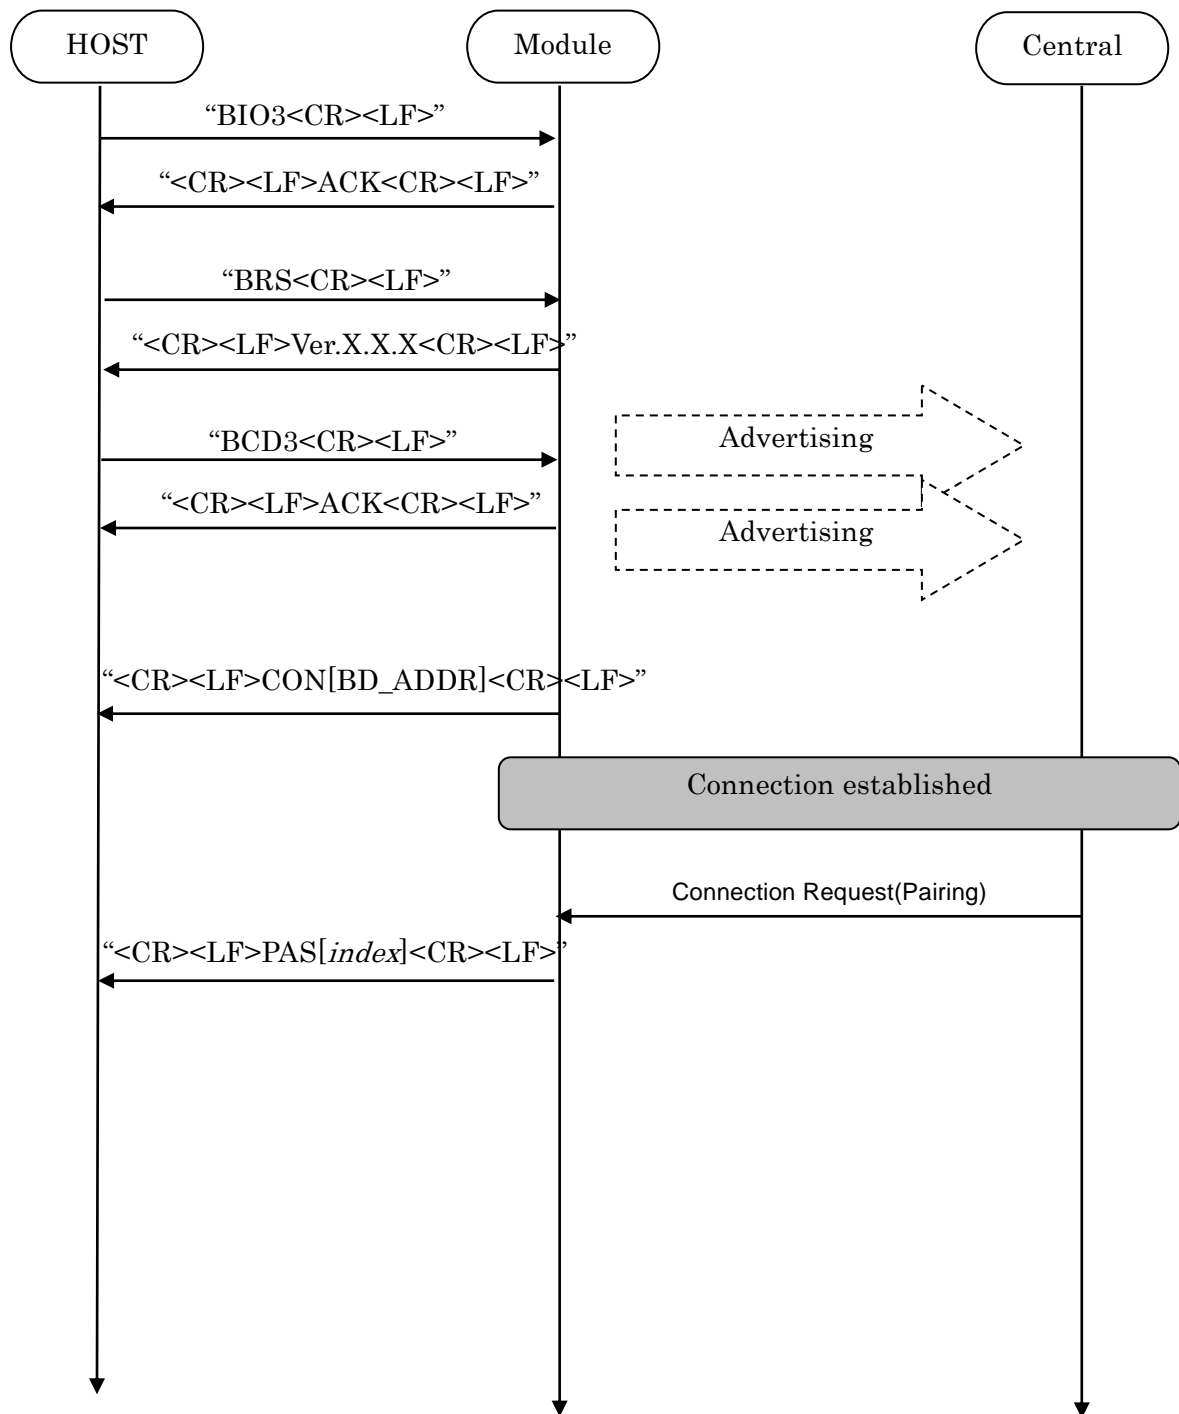 HOST
Module
Central
“BIO3<CR><LF>”
“<CR><LF>ACK<CR><LF>”
“BRS<CR><LF>”
“<CR><LF>Ver.X.X.X<CR><LF>”
Advertising
“BCD3<CR><LF>”
“<CR><LF>ACK<CR><LF>”
Advertising
“<CR><LF>CON[BD_ADDR]<CR><LF>”
Connection established
Connection Request(Pairing)
“<CR><LF>PAS[index]<CR><LF>”